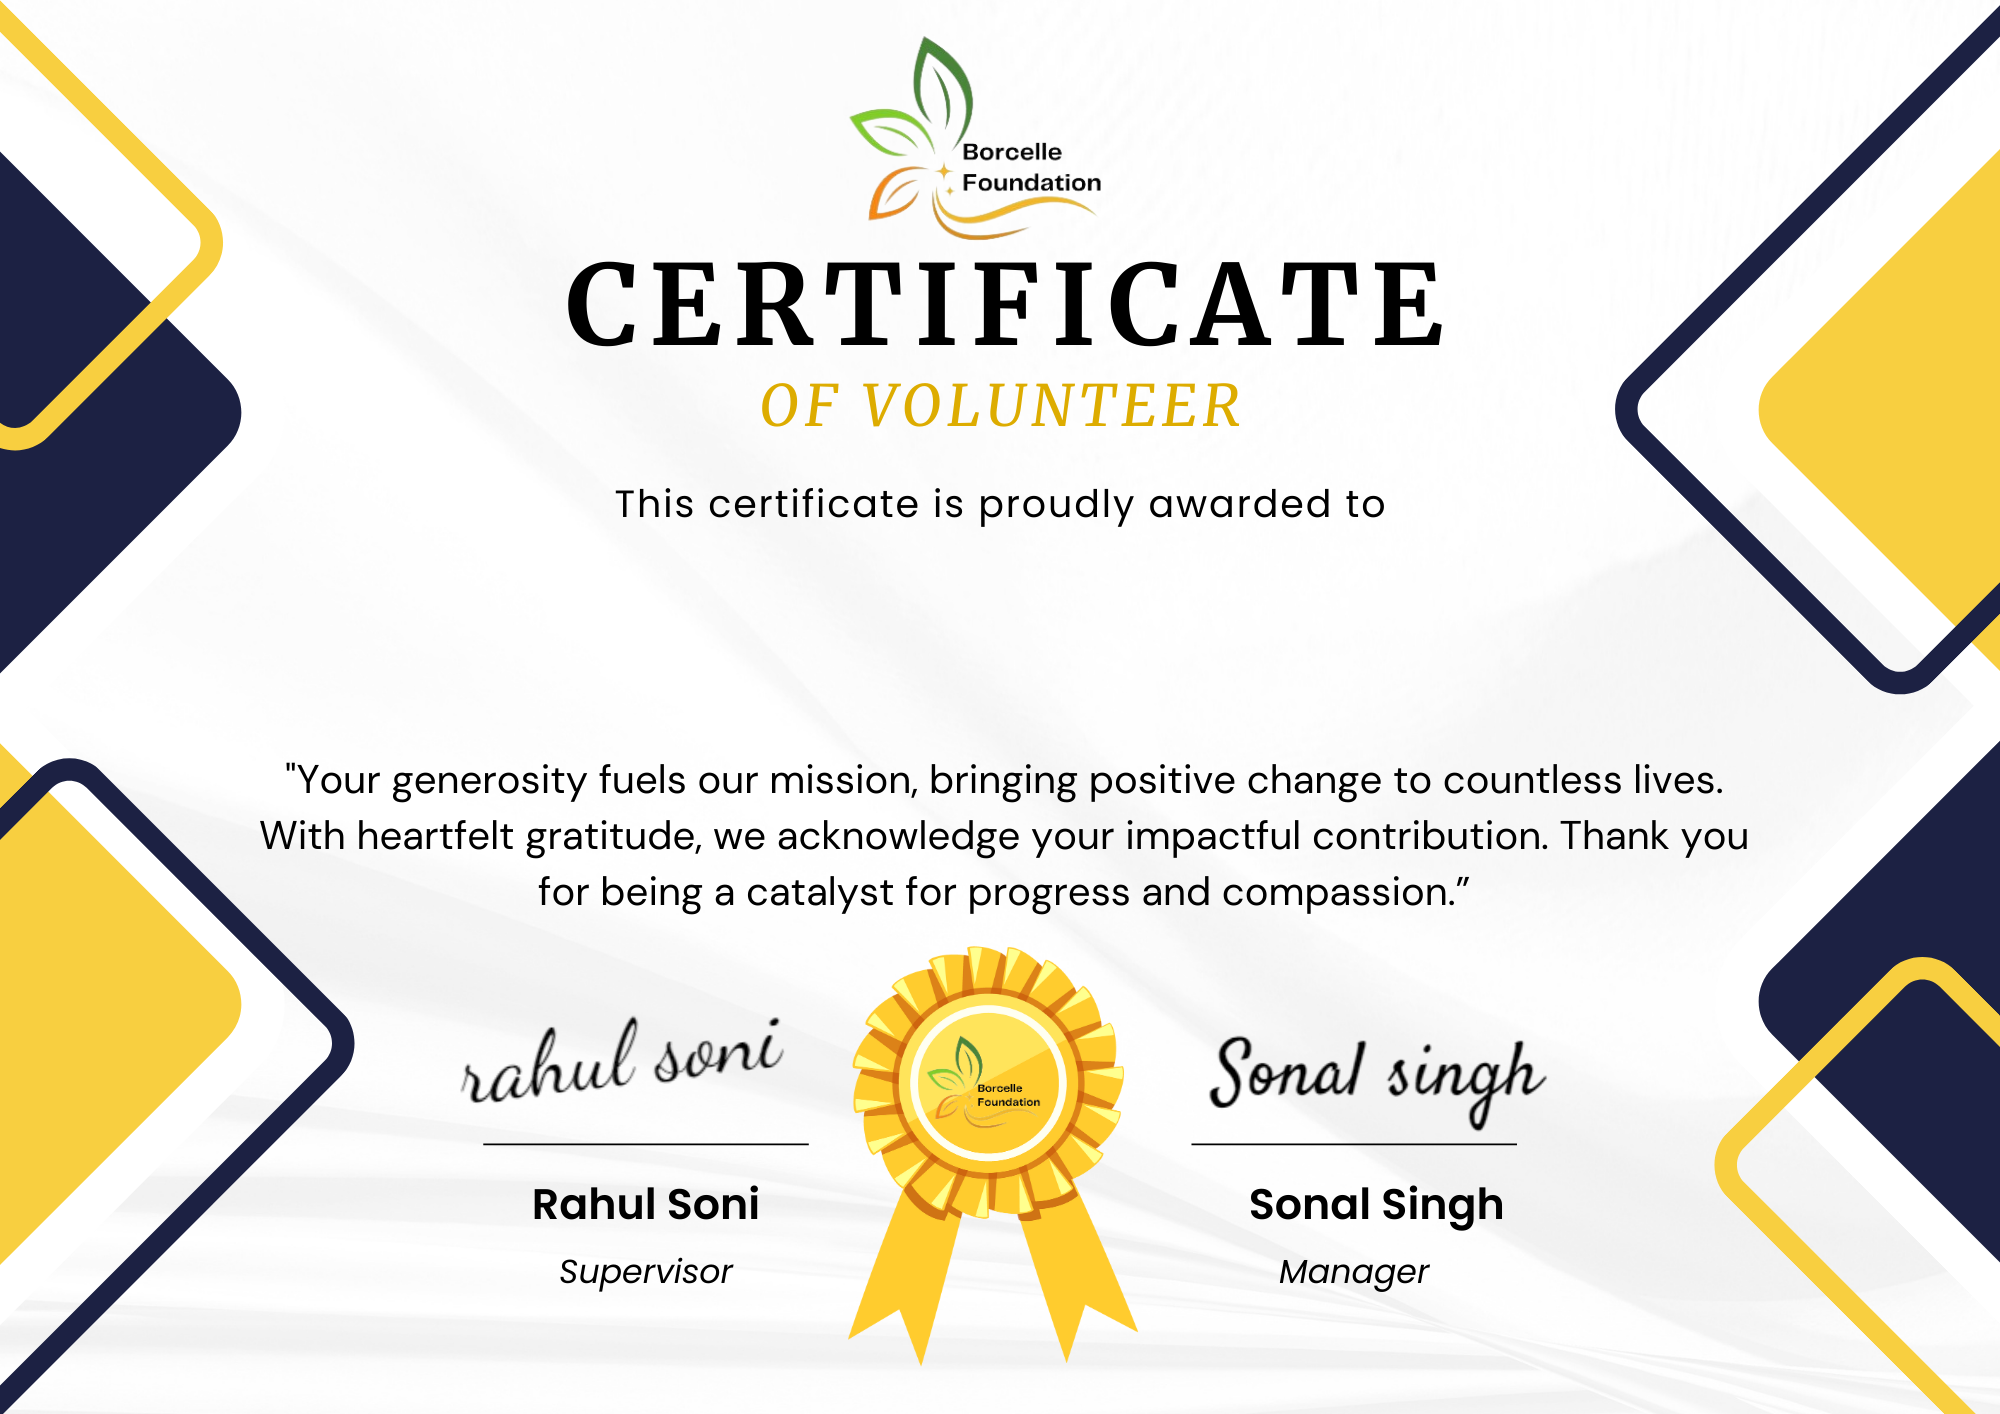 Borcelle
Foundation
CERTIFICATE
OF VOLUNTEER
This certificate is proudly awarded to
"Your generosity fuels our mission, bringing positive change to countless lives.
With heartfelt gratitude, we acknowledge your impactful contribution. Thank you
for being a catalyst for progress and compassion.”
rahul soni
Sonal singh
Borcelle
Foundation
Rahul Soni
Sonal Singh
Supervisor
Manager